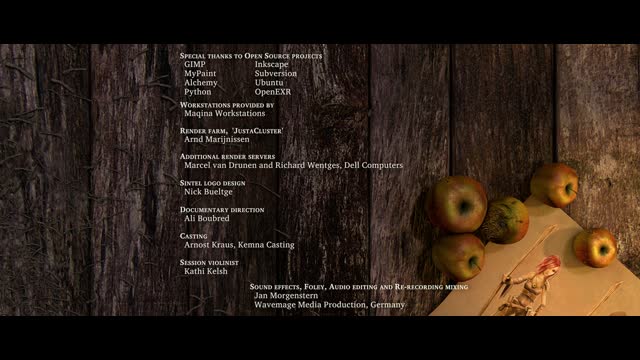 Special thanks to Open Source projects
GIMP Inkscape
MyPaint Subversion
Alchemy Ubuntu
Python OpenEXR
Workstations provided by
Maqina Workstations
Render farm, 'JustaCluster'
Arnd Marijnissen
Additional render servers
Marcel van Drunen and Richard Wentges, Dell Computers
Sintel logo design
Nick Bueltge
Documentary direction
Ali Boubred
Casting
Arnost Kraus, Kemna Casting
Session violinist
Kathi Kelsh
Sound effects, Foley, Audio editing and Re-recording mixing
Jan Morgenstern
Wavemage Media Production, Germany